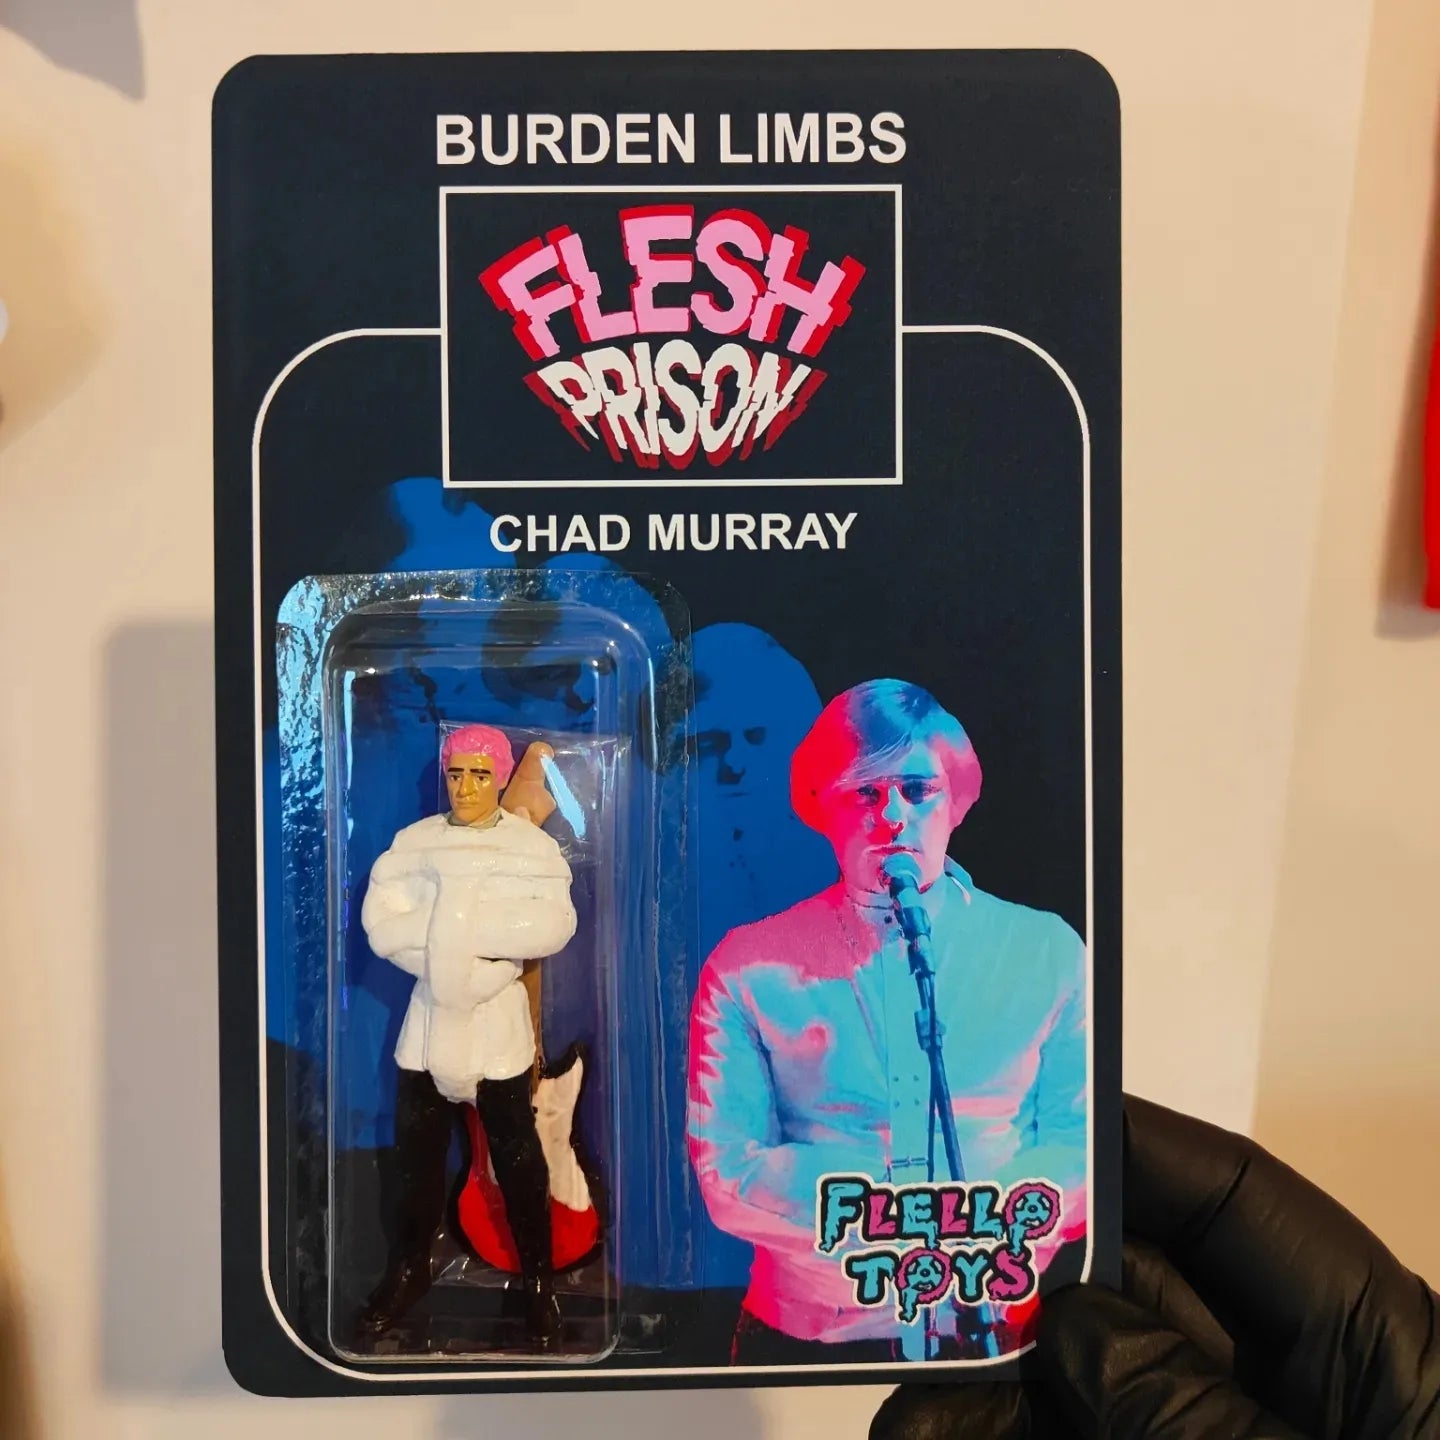 BURDEN LIMBS
FLESH
PRISON
CHAD MURRAY
FLELLO
TOYS